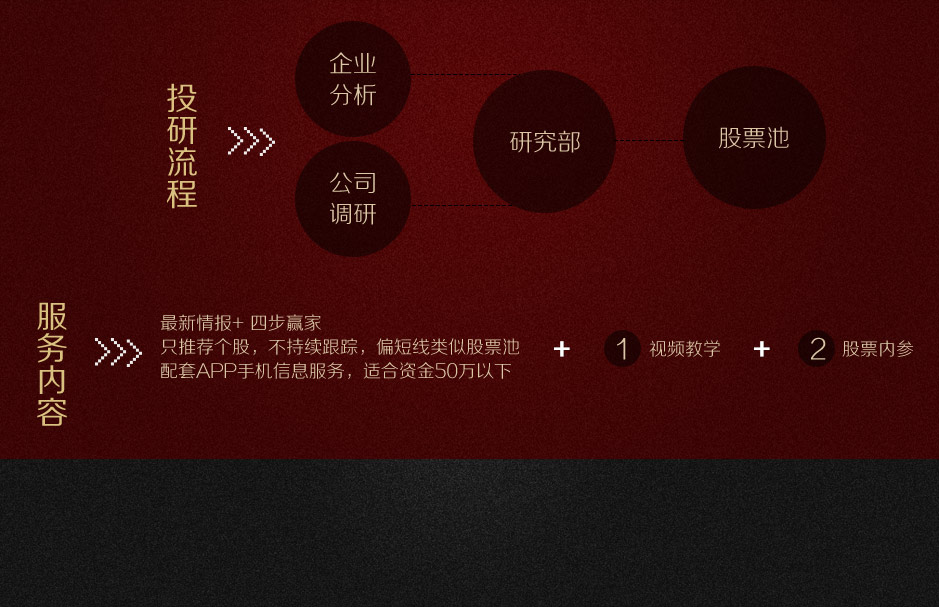 投研流程
企业
分析
公司
调研
研究部
股票池
服务内容
最新情报+ 四步赢家
只推荐个股，不持续跟踪，偏短线类似股票池
配套APP手机信息服务，适合资金50万以下
+
1 视频教学
+
2 股票内参